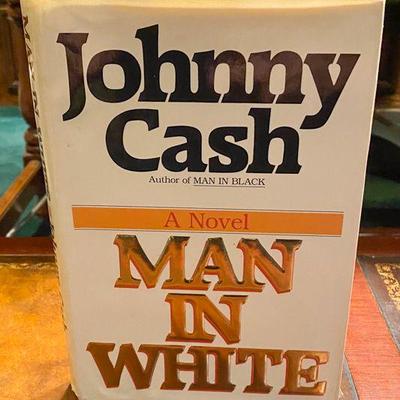 Johnny
Cash
Author of MAN IN BLACK
A Novel
MAN
IN
WHITE